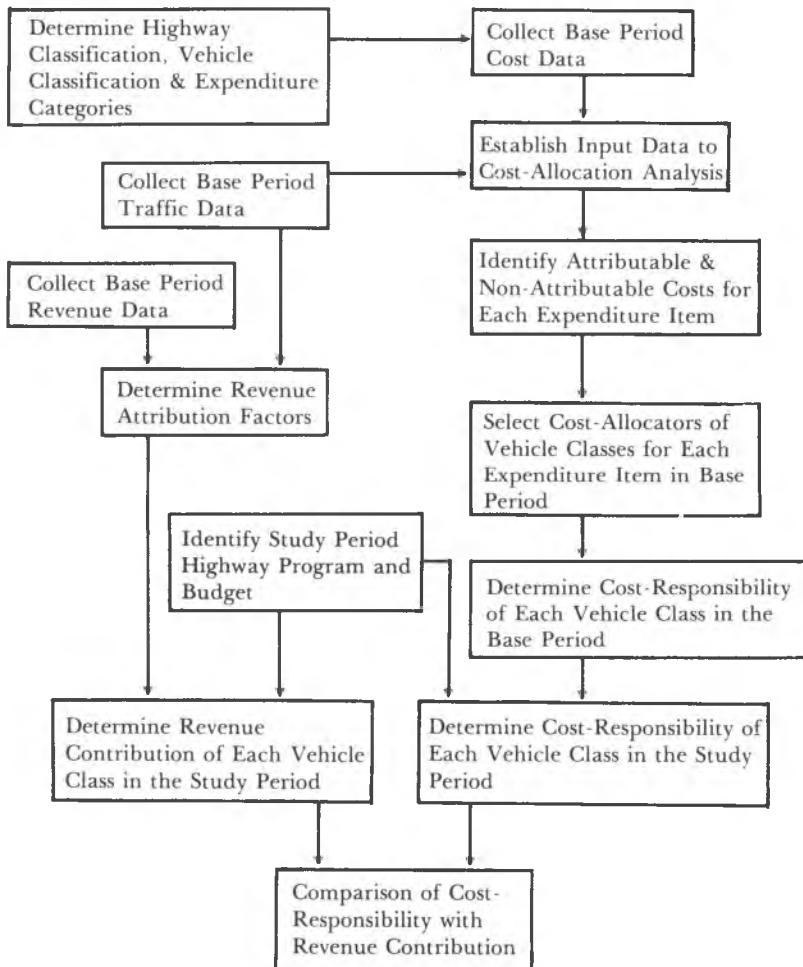 Determine Highway
Classification, Vehicle
Classification & Expenditure
Categories
Collect Base Period
Cost Data
Establish Input Data to
Cost-Allocation Analysis
Collect Base Period
Traffic Data
Identify Attributable &
Non-Attributable Costs for
Each Expenditure Item
Collect Base Period
Revenue Data
Determine Revenue
Attribution Factors
Select Cost-Allocators of
Vehicle Classes for Each
Expenditure Item in Base
Period
Identify Study Period
Highway Program and
Budget
Determine Cost-Responsibility
of Each Vehicle Class in the
Base Period
Determine Revenue
Contribution of Each Vehicle
Class in the Study Period
Determine Cost-Responsibility of
Each Vehicle Class in the Study
Period
Comparison of Cost-
Responsibility with
Revenue Contribution